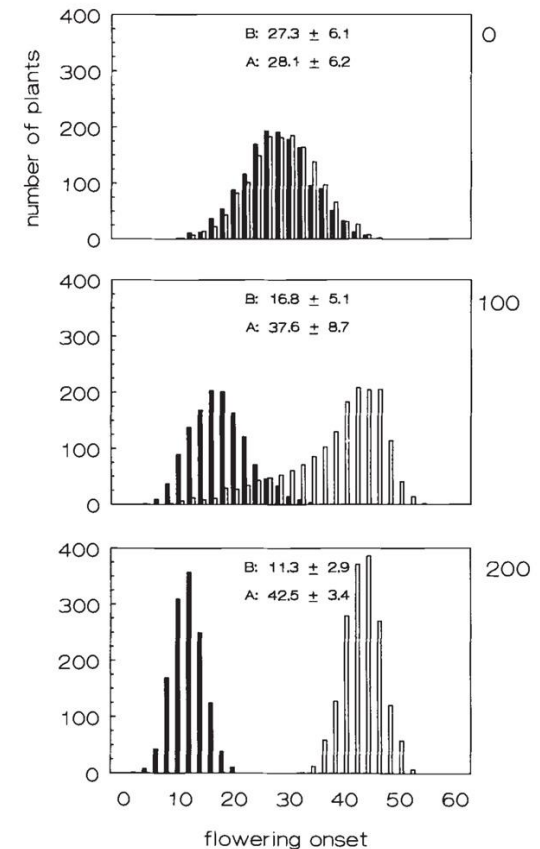 400
300
200
100
0
number of plants
B: 27.3 ± 6.1
A: 28.1 ± 6.2
0
400
300
200
100
0
B: 16.8 ± 5.1
A: 37.6 ± 8.7
100
400
300
200
100
0
B: 11.3 ± 2.9
A: 42.5 ± 3.4
200
0 10 20 30 40 50 60
flowering onset